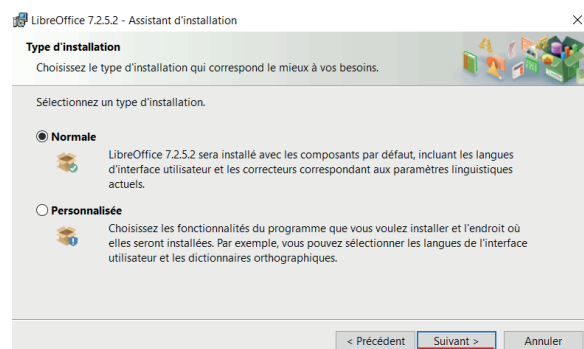 LibreOffice 7.2.5.2 - Assistant d'installation
Type d'installation
Choisissez le type d'installation qui correspond le mieux à vos besoins.
Sélectionnez un type d'installation.
Normale
LibreOffice 7.2.5.2 sera installé avec les composants par défaut, incluant les langues
d'interface utilisateur et les correcteurs correspondant aux paramètres linguistiques
actuels.
Personnalisée
Choisissez les fonctionnalités du programme que vous voulez installer et l'endroit où
elles seront installées. Par exemple, vous pouvez sélectionner les langues de l'interface
utilisateur et les dictionnaires orthographiques.
< Précédent Suivant > Annuler